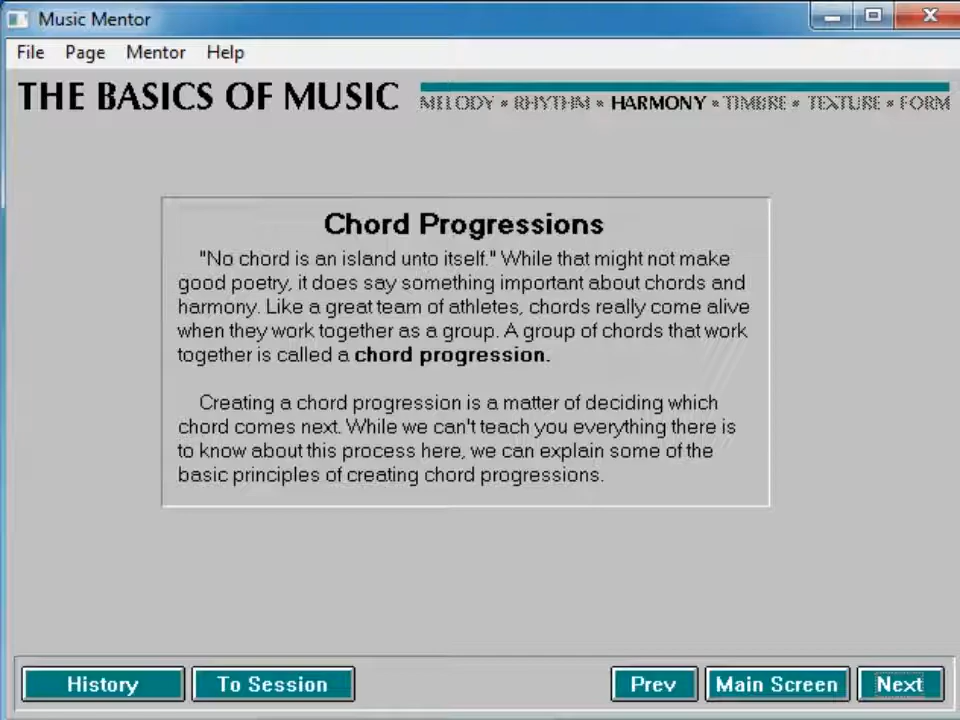 Music Mentor
File Page Mentor Help
THE BASICS OF MUSIC
MELODY • RHYTHM • HARMONY • TIMBRE • TEXTURE • FORM
Chord Progressions
"No chord is an island unto itself." While that might not make
good poetry, it does say something important about chords and
harmony. Like a great team of athletes, chords really come alive
when they work together as a group. A group of chords that work
together is called a chord progression.
Creating a chord progression is a matter of deciding which
chord comes next. While we can't teach you everything there is
to know about this process here, we can explain some of the
basic principles of creating chord progressions.
History To Session Prev Main Screen Next